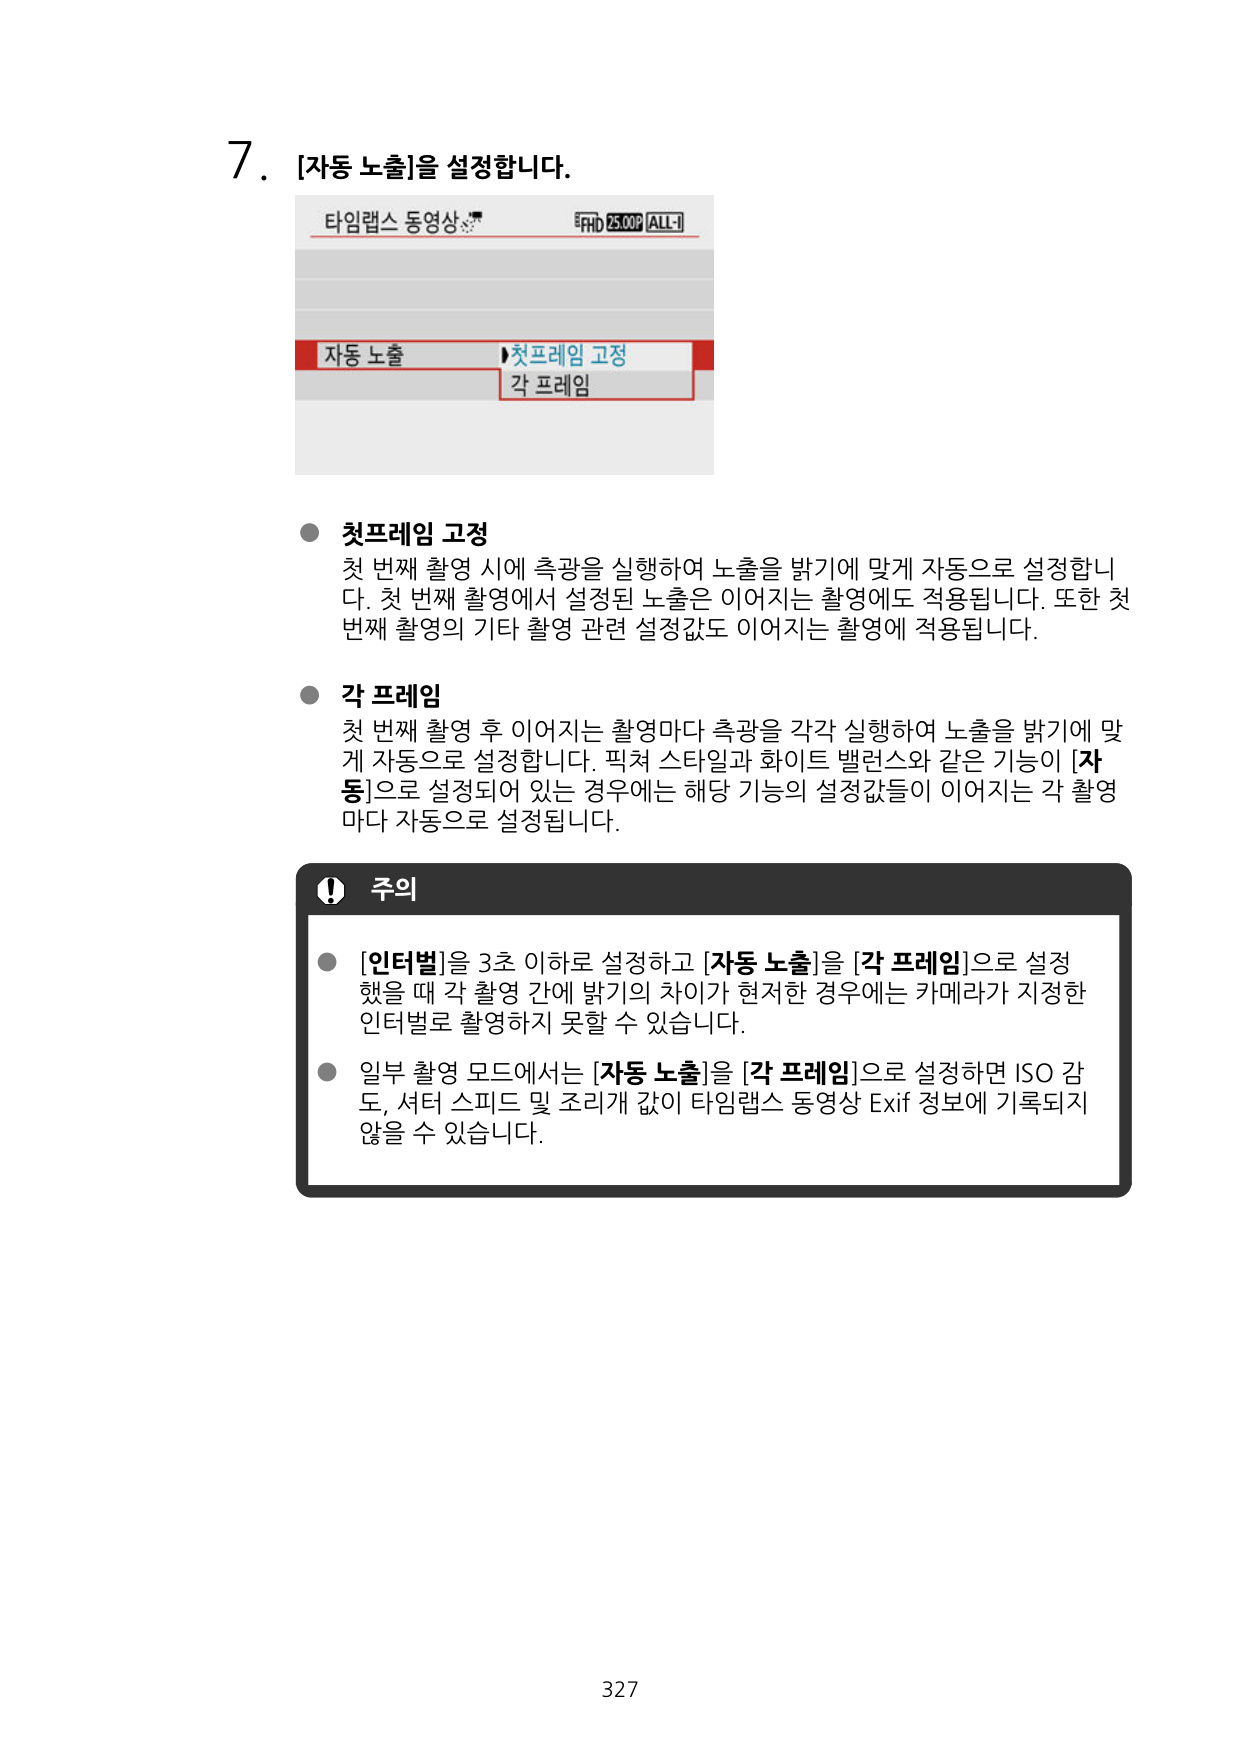 7. [자동 노출]을 설정합니다.
타임랩스 동영상 FHD 25.00P ALL-I
자동 노출 첫프레임 고정
각 프레임
● 첫프레임 고정
첫 번째 촬영 시에 측광을 실행하여 노출을 밝기에 맞게 자동으로 설정합니
다. 첫 번째 촬영에서 설정된 노출은 이어지는 촬영에도 적용됩니다. 또한 첫
번째 촬영의 기타 촬영 관련 설정값도 이어지는 촬영에 적용됩니다.
● 각 프레임
첫 번째 촬영 후 이어지는 촬영마다 측광을 각각 실행하여 노출을 밝기에 맞
게 자동으로 설정합니다. 픽쳐 스타일과 화이트 밸런스와 같은 기능이 [자
동]으로 설정되어 있는 경우에는 해당 기능의 설정값들이 이어지는 각 촬영
마다 자동으로 설정됩니다.
주의
● [인터벌]을 3초 이하로 설정하고 [자동 노출]을 [각 프레임]으로 설정
했을 때 각 촬영 간에 밝기의 차이가 현저한 경우에는 카메라가 지정한
인터벌로 촬영하지 못할 수 있습니다.
● 일부 촬영 모드에서는 [자동 노출]을 [각 프레임]으로 설정하면 ISO 감
도, 셔터 스피드 및 조리개 값이 타임랩스 동영상 Exif 정보에 기록되지
않을 수 있습니다.
327